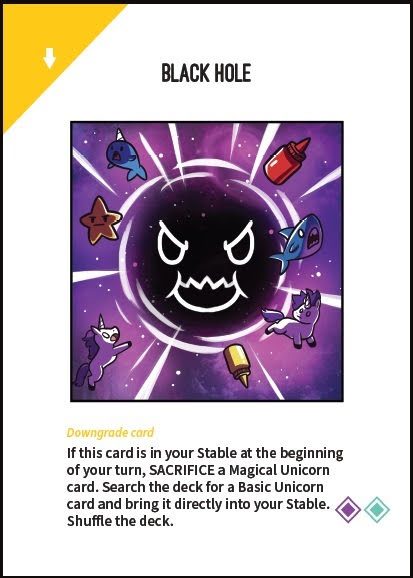 BLACK HOLE
Downgrade card
If this card is in your Stable at the beginning
of your turn, SACRIFICE a Magical Unicorn
card. Search the deck for a Basic Unicorn
card and bring it directly into your Stable.
Shuffle the deck.